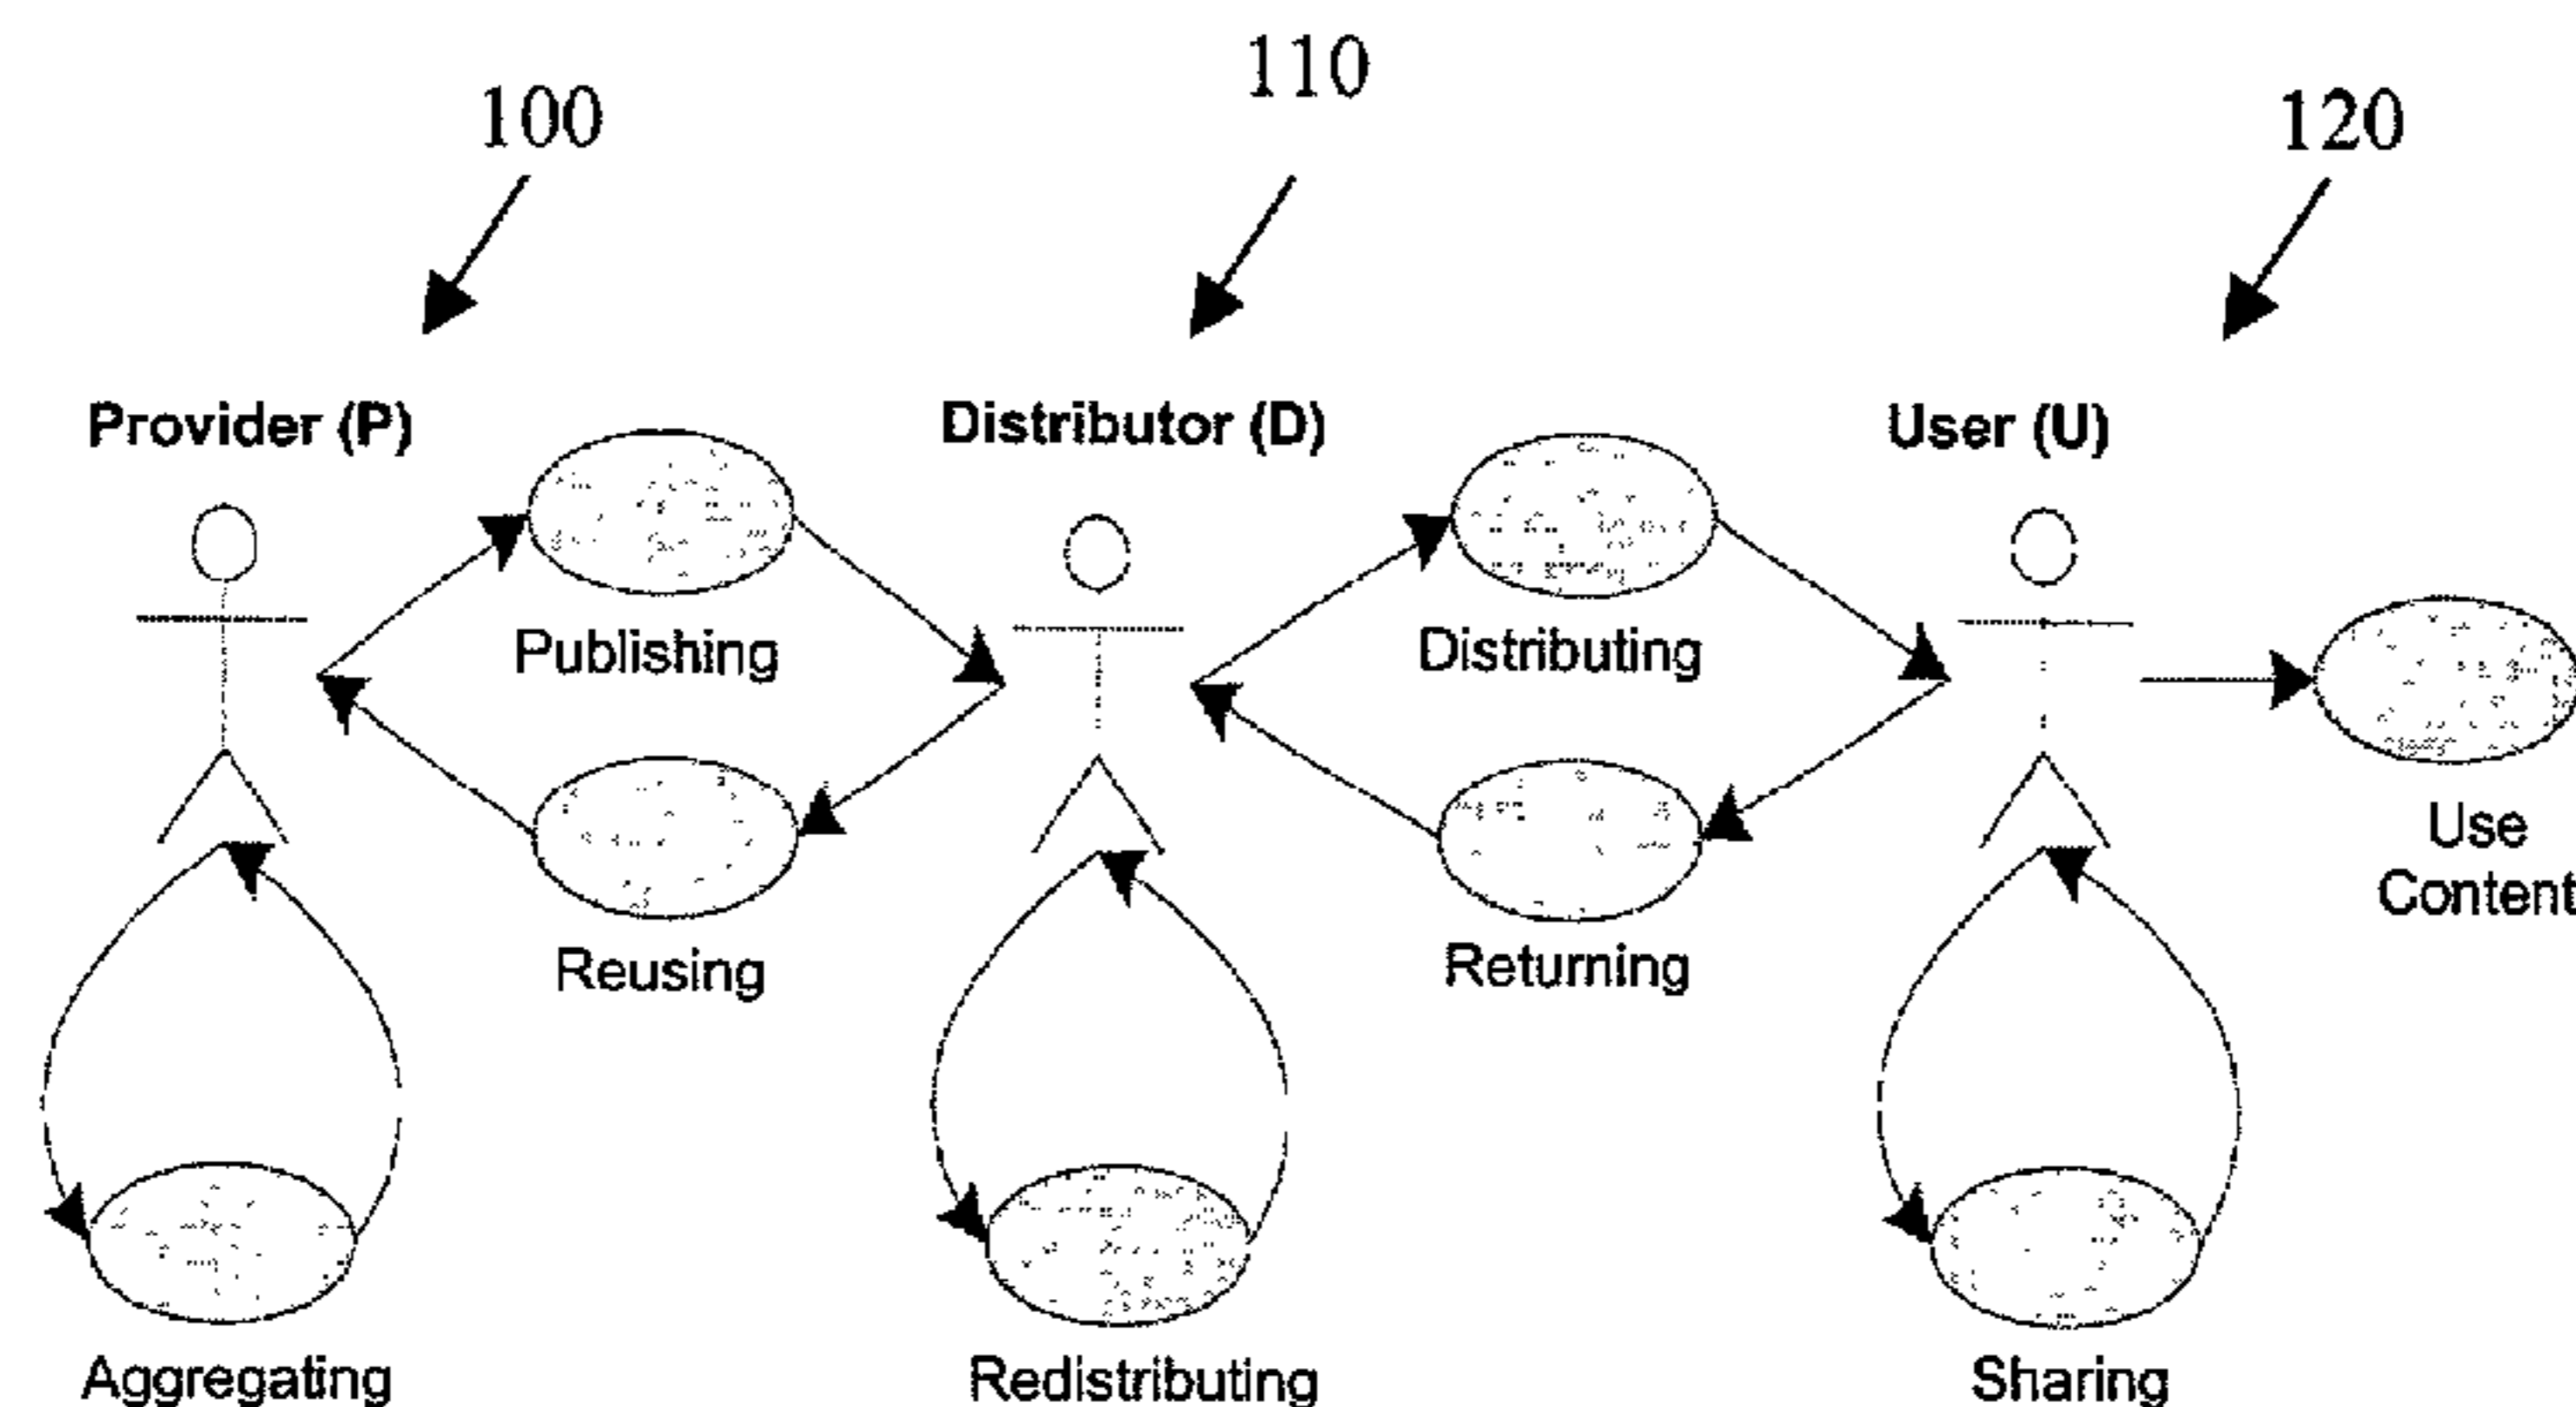 100
110
120
Provider (P)
Distributor (D)
User (U)
Publishing
Distributing
Use
Content
Reusing
Returning
Aggregating
Redistributing
Sharing